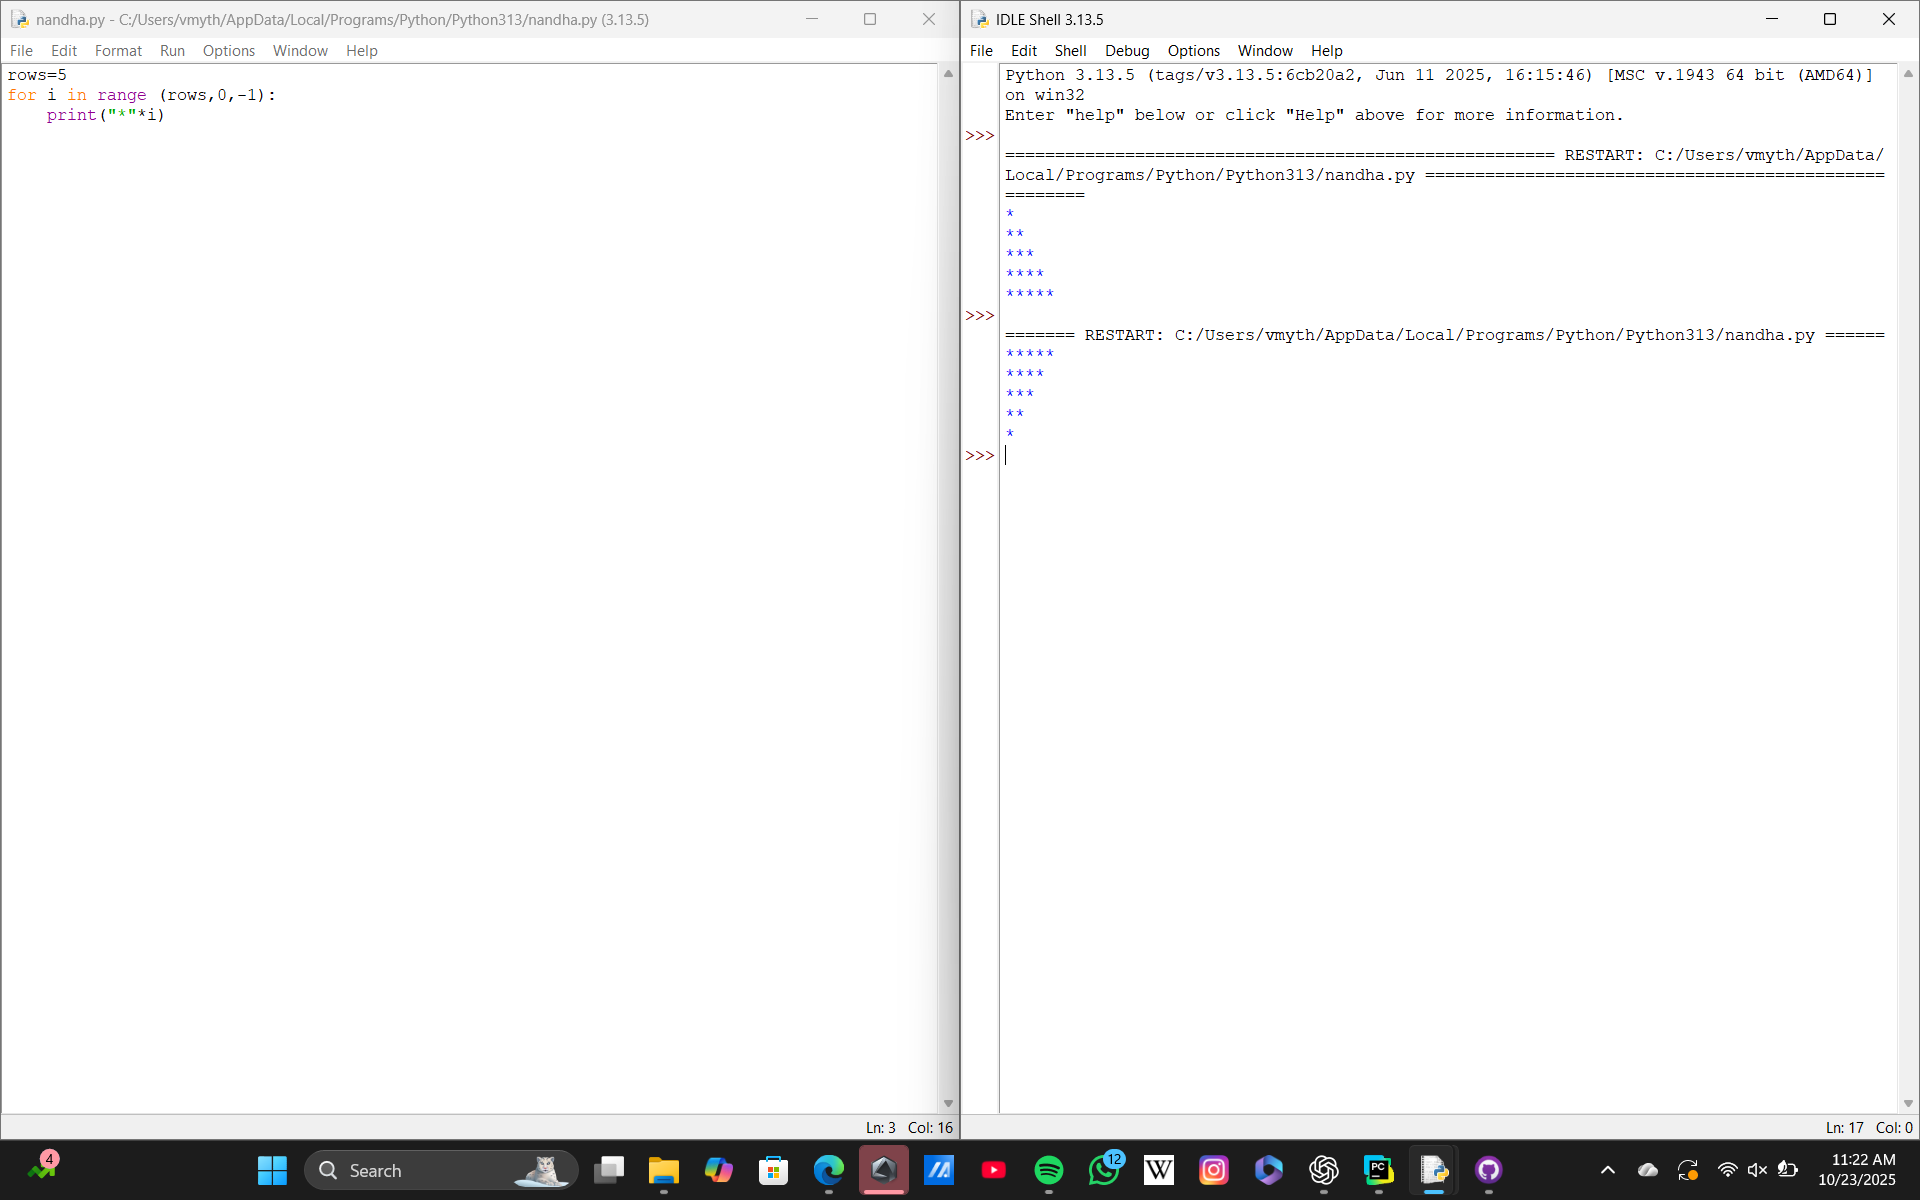 nandha.py - C:/Users/vmyth/AppData/Local/Programs/Python/Python313/nandha.py (3.13.5)
File Edit Format Run Options Window Help
rows=5
for i in range (rows,0,-1):
    print("*"*i)
Ln: 3 Col: 16
IDLE Shell 3.13.5
File Edit Shell Debug Options Window Help
Python 3.13.5 (tags/v3.13.5:6cb20a2, Jun 11 2025, 16:15:46) [MSC v.1943 64 bit (AMD64)]
on win32
Enter "help" below or click "Help" above for more information.
>>>
======================================================= RESTART: C:/Users/vmyth/AppData/
Local/Programs/Python/Python313/nandha.py ==============================================
========
*
**
***
****
*****
>>>
======= RESTART: C:/Users/vmyth/AppData/Local/Programs/Python/Python313/nandha.py ======
*****
****
***
**
*
>>>
Ln: 17 Col: 0
4
Search
12
W
PC
11:22 AM
10/23/2025